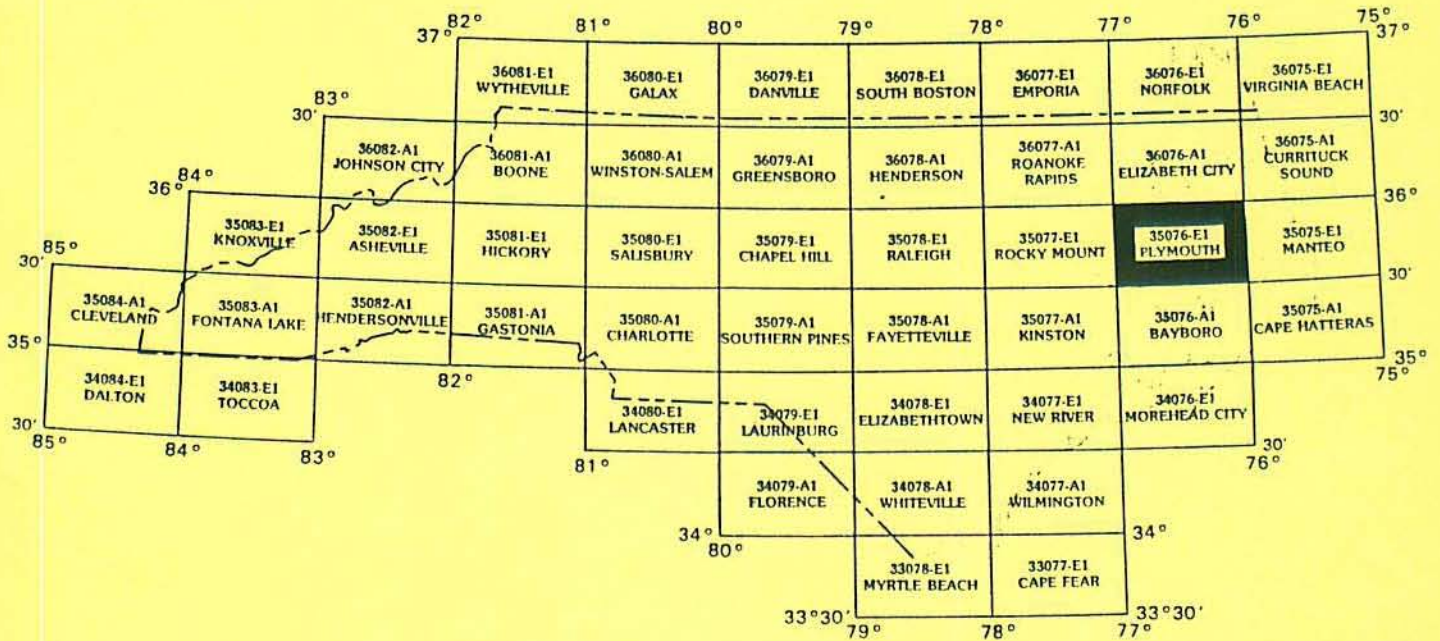 82° 81° 80° 79° 78° 77° 76° 75°
37° 37°
36081-E1 36080-E1 36079-E1 36078-E1 36077-E1 36076-E1 36075-E1
WYTHEVILLE GALAX DANVILLE SOUTH BOSTON EMPORIA NORFOLK VIRGINIA BEACH
83°
30' 30'
36082-A1 36081-A1 36080-A1 36079-A1 36078-A1 36077-A1 36076-A1 36075-A1
JOHNSON CITY BOONE WINSTON-SALEM GREENSBORO HENDERSON ROANOKE RAPIDS ELIZABETH CITY CURRITUCK SOUND
84°
36° 36°
35083-E1 35082-E1 35081-E1 35080-E1 35079-E1 35078-E1 35077-E1 35076-E1 35075-E1
KNOXVILLE ASHEVILLE HICKORY SALISBURY CHAPEL HILL RALEIGH ROCKY MOUNT PLYMOUTH MANTEO
85°
30' 30'
35084-A1 35083-A1 35082-A1 35081-A1 35080-A1 35079-A1 35078-A1 35077-A1 35076-A1 35075-A1
CLEVELAND FONTANA LAKE HENDERSONVILLE GASTONIA CHARLOTTE SOUTHERN PINES FAYETTEVILLE KINSTON BAYBORO CAPE HATTERAS
35° 35°
82° 75°
34084-E1 34083-E1 34080-E1 34079-E1 34078-E1 34077-E1 34076-E1
DALTON TOCCOA LANCASTER LAURINBURG ELIZABETHTOWN NEW RIVER MOREHEAD CITY
30' 30'
85° 84° 83° 81° 76°
34079-A1 34078-A1 34077-A1
FLORENCE WHITEVILLE WILMINGTON
34° 34°
80°
33078-E1 33077-E1
MYRTLE BEACH CAPE FEAR
33°30' 33°30'
79° 78° 77°